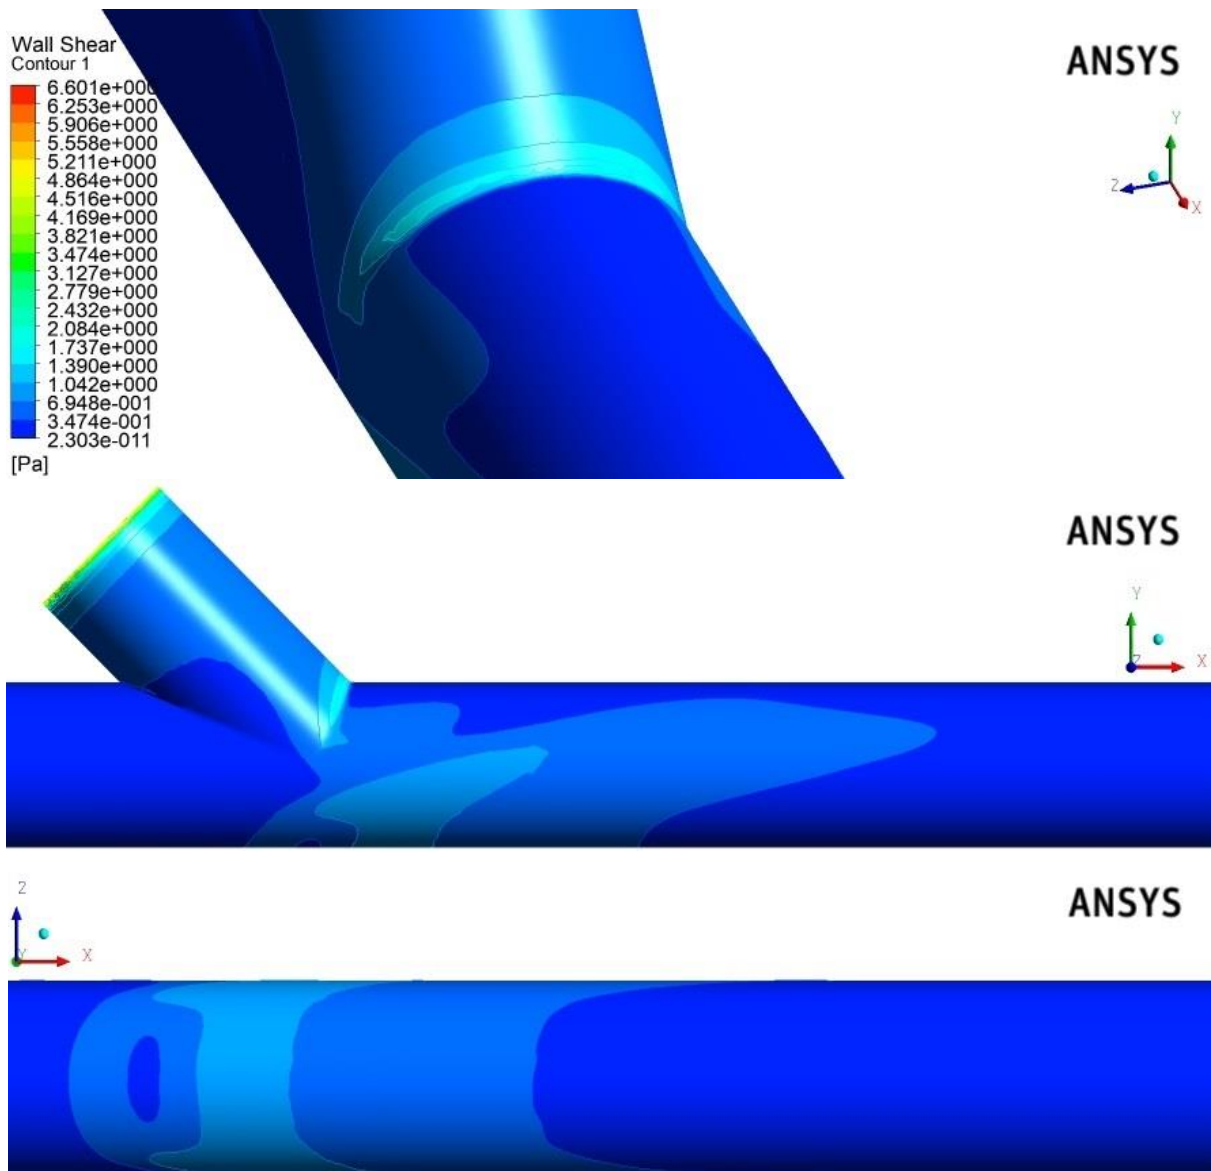 Wall Shear
Contour 1
6.601e+000
6.253e+000
5.906e+000
5.558e+000
5.211e+000
4.864e+000
4.516e+000
4.169e+000
3.821e+000
3.474e+000
3.127e+000
2.779e+000
2.432e+000
2.084e+000
1.737e+000
1.390e+000
1.042e+000
6.948e-001
3.474e-001
2.303e-011
[Pa]
ANSYS
Y
Z
X
ANSYS
Y
Z
X
ANSYS
Z
Y
X